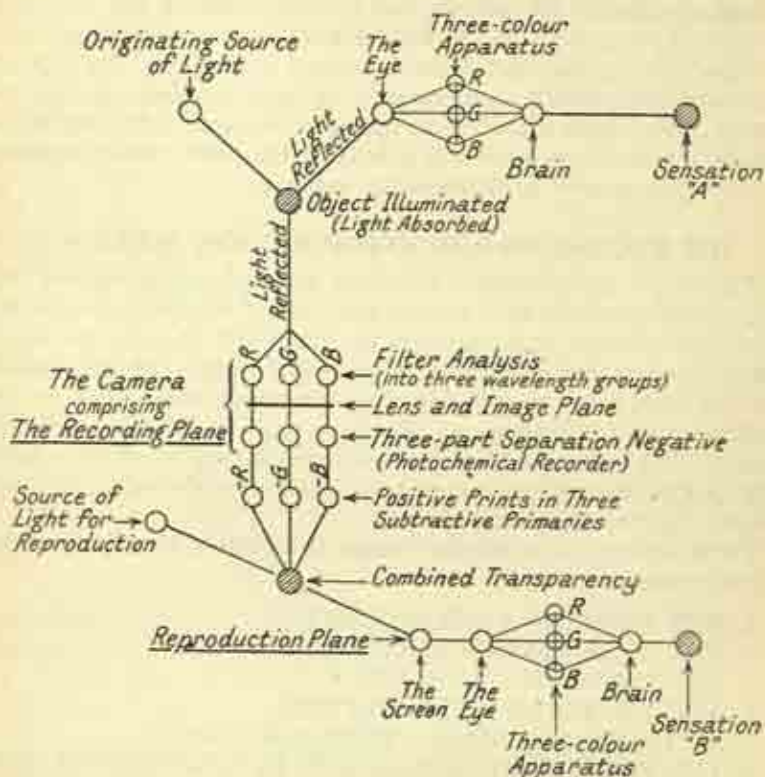 Originating Source
of Light
The
Eye
Three-colour
Apparatus
R
G
B
Brain
Sensation
"A"
Light
Reflected
Object Illuminated
(Light Absorbed)
Light
Reflected
R
G
B
The Camera
comprising
The Recording Plane
Filter Analysis
(into three wavelength groups)
Lens and Image Plane
Three-part Separation Negative
(Photochemical Recorder)
-R
-G
-B
Positive Prints in Three
Subtractive Primaries
Source of
Light for
Reproduction
Combined Transparency
Reproduction Plane
The
Screen
The
Eye
R
G
B
Three-colour
Apparatus
Brain
Sensation
"B"